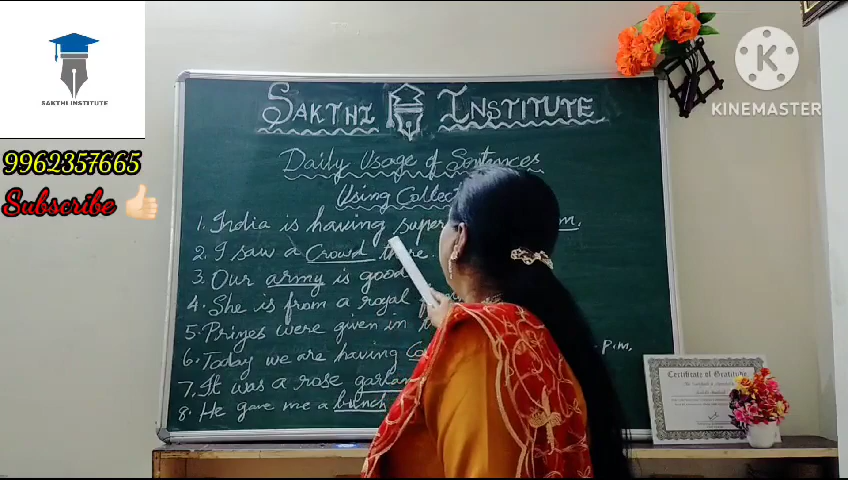 SAKTHI INSTITUTE
9962357665
Subscribe
KINEMASTER
SAKTHI INSTITUTE
Daily Usage of Sentences
Using Collec
1. India is having super m.
2. I saw a Crowd there.
3. Our army is good
4. She is from a royal
5. Prizes were given in
6. Today we are having p.m.
7. It was a rose garlan
8. He gave me a bunch
Certificate of Gratitude